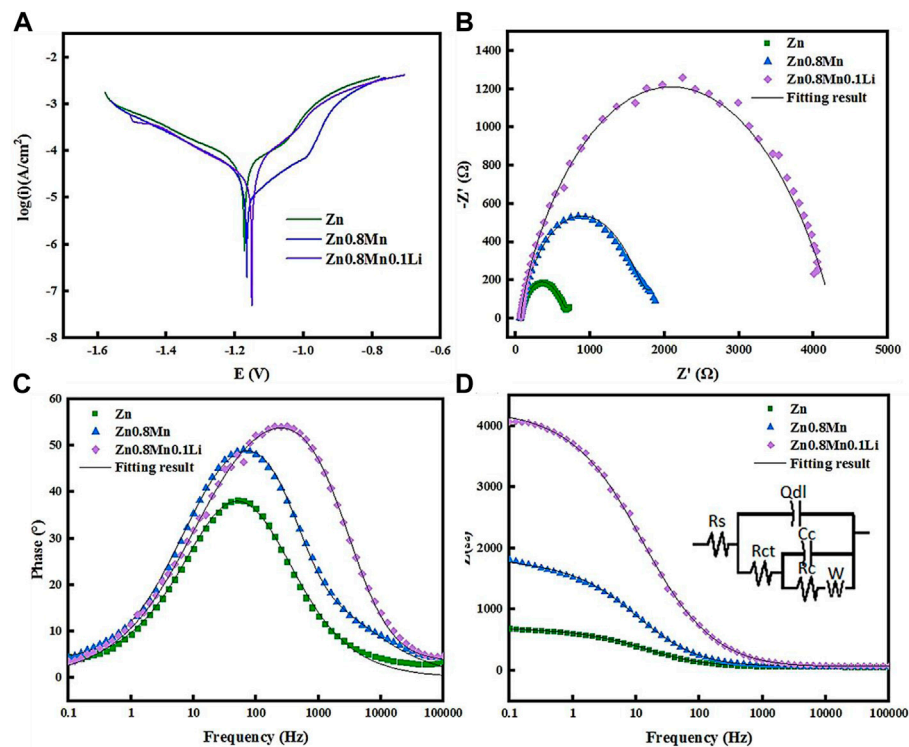 A
-2
-3
-4
-5
-6
-7
-8
log(i)(A/cm²)
Zn
Zn0.8Mn
Zn0.8Mn0.1Li
-1.6
-1.4
-1.2
-1.0
-0.8
-0.6
E (V)
B
1400
1200
1000
800
600
400
200
0
-Z' (Ω)
Zn
Zn0.8Mn
Zn0.8Mn0.1Li
Fitting result
0
1000
2000
3000
4000
5000
Z' (Ω)
C
60
50
40
30
20
10
0
Phase (°)
Zn
Zn0.8Mn
Zn0.8Mn0.1Li
Fitting result
0.1
1
10
100
1000
10000
100000
Frequency (Hz)
D
4000
3000
2000
1000
0
Zn
Zn0.8Mn
Zn0.8Mn0.1Li
Fitting result
Qdl
Rs
Cc
Rct
Rc
W
0.1
1
10
100
1000
10000
100000
Frequency (Hz)